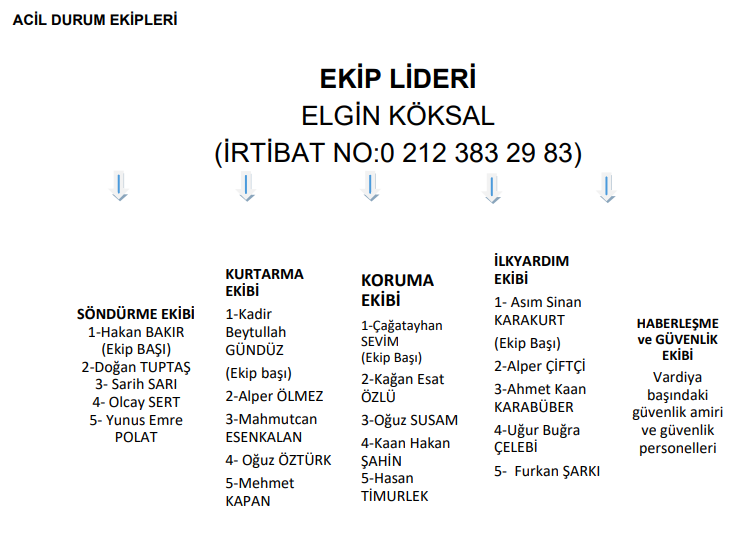 ACİL DURUM EKİPLERİ
EKİP LİDERİ
ELGİN KÖKSAL
(İRTİBAT NO:0 212 383 29 83)
SÖNDÜRME EKİBİ
1-Hakan BAKIR
(Ekip BAŞI)
2-Doğan TUPTAŞ
3- Sarih SARI
4- Olcay SERT
5- Yunus Emre
POLAT
KURTARMA
EKİBİ
1-Kadir
Beytullah
GÜNDÜZ
(Ekip başı)
2-Alper ÖLMEZ
3-Mahmutcan
ESENKALAN
4- Oğuz ÖZTÜRK
5-Mehmet
KAPAN
KORUMA
EKİBİ
1-Çağatayhan
SEVİM
(Ekip Başı)
2-Kağan Esat
ÖZLÜ
3-Oğuz SUSAM
4-Kaan Hakan
ŞAHİN
5-Hasan
TİMURLEK
İLKYARDIM
EKİBİ
1- Asım Sinan
KARAKURT
(Ekip Başı)
2-Alper ÇİFTÇİ
3-Ahmet Kaan
KARABÜBER
4-Uğur Buğra
ÇELEBİ
5-  Furkan ŞARKI
HABERLEŞME
ve GÜVENLİK
EKİBİ
Vardiya
başındaki
güvenlik amiri
ve güvenlik
personelleri